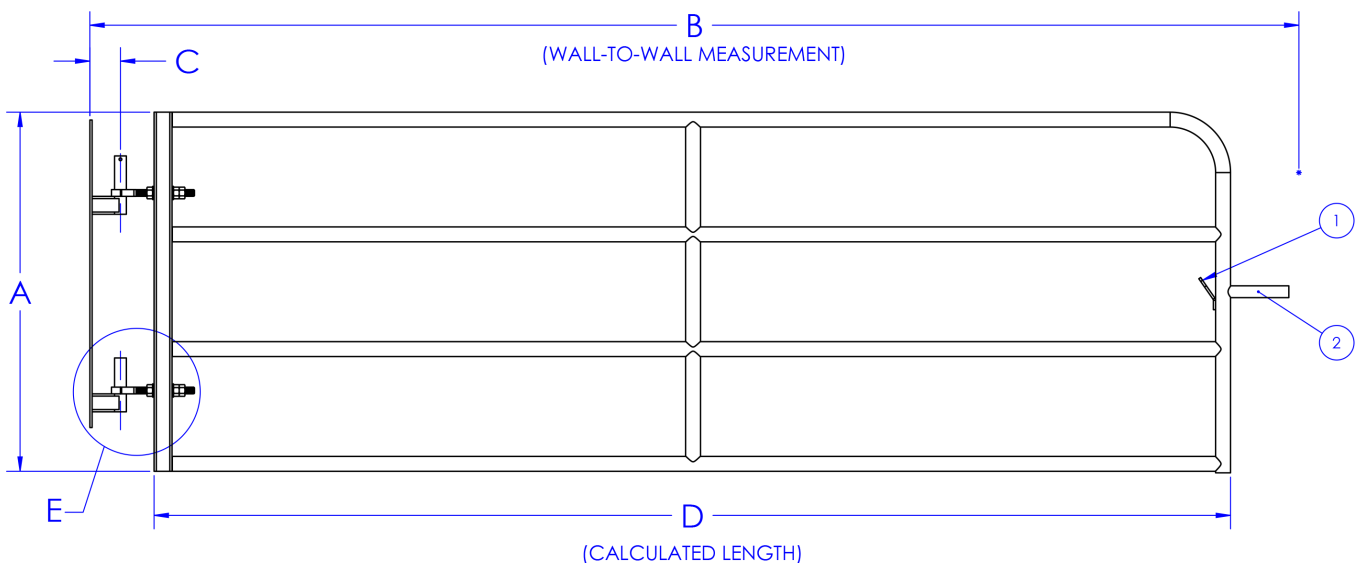 B
(WALL-TO-WALL MEASUREMENT)
C
1
A
2
E
D
(CALCULATED LENGTH)